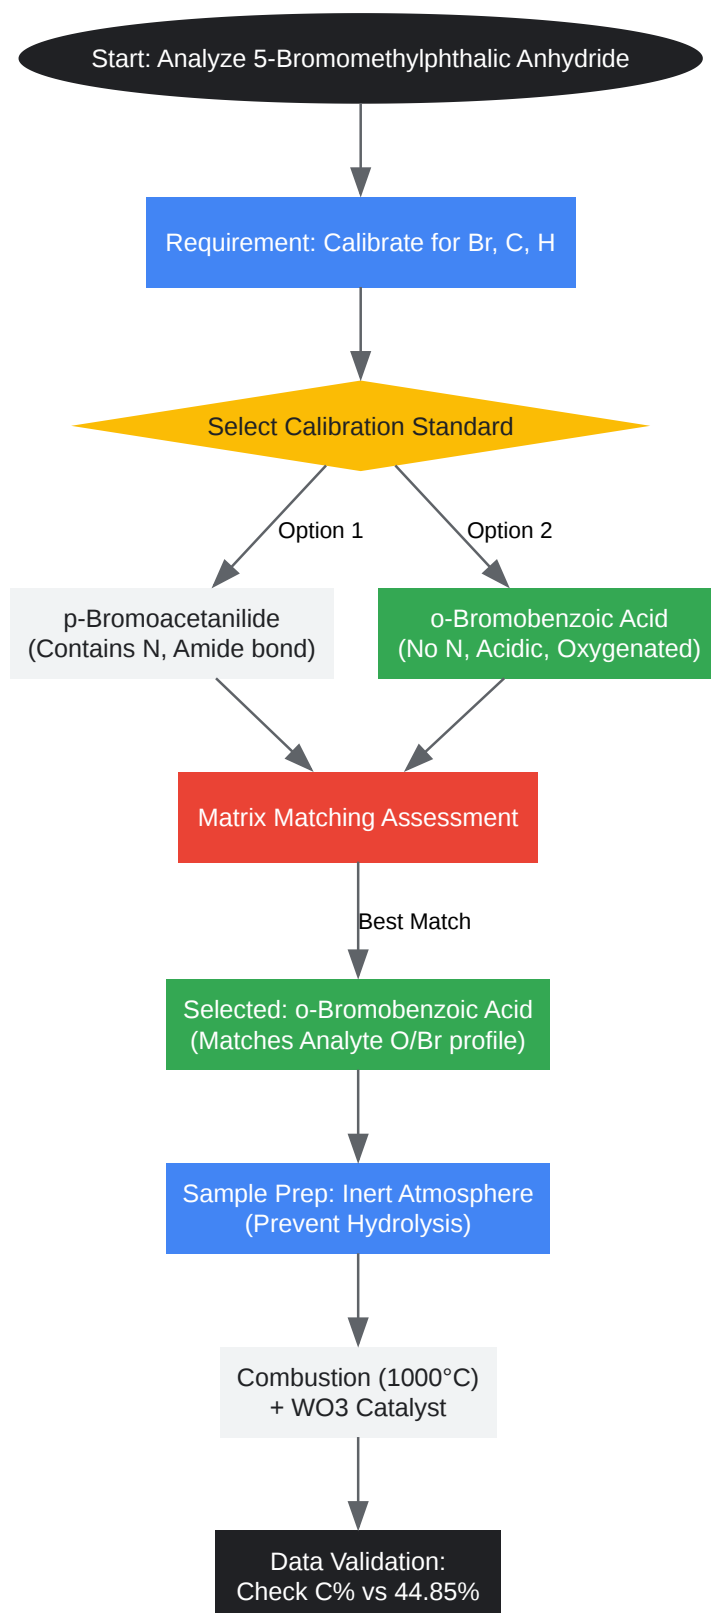 Start: Analyze 5-Bromomethylphthalic Anhydride
Requirement: Calibrate for Br, C, H
Select Calibration Standard
Option 1
Option 2
p-Bromoacetanilide
(Contains N, Amide bond)
o-Bromobenzoic Acid
(No N, Acidic, Oxygenated)
Matrix Matching Assessment
Best Match
Selected: o-Bromobenzoic Acid
(Matches Analyte O/Br profile)
Sample Prep: Inert Atmosphere
(Prevent Hydrolysis)
Combustion (1000°C)
+ WO3 Catalyst
Data Validation:
Check C% vs 44.85%